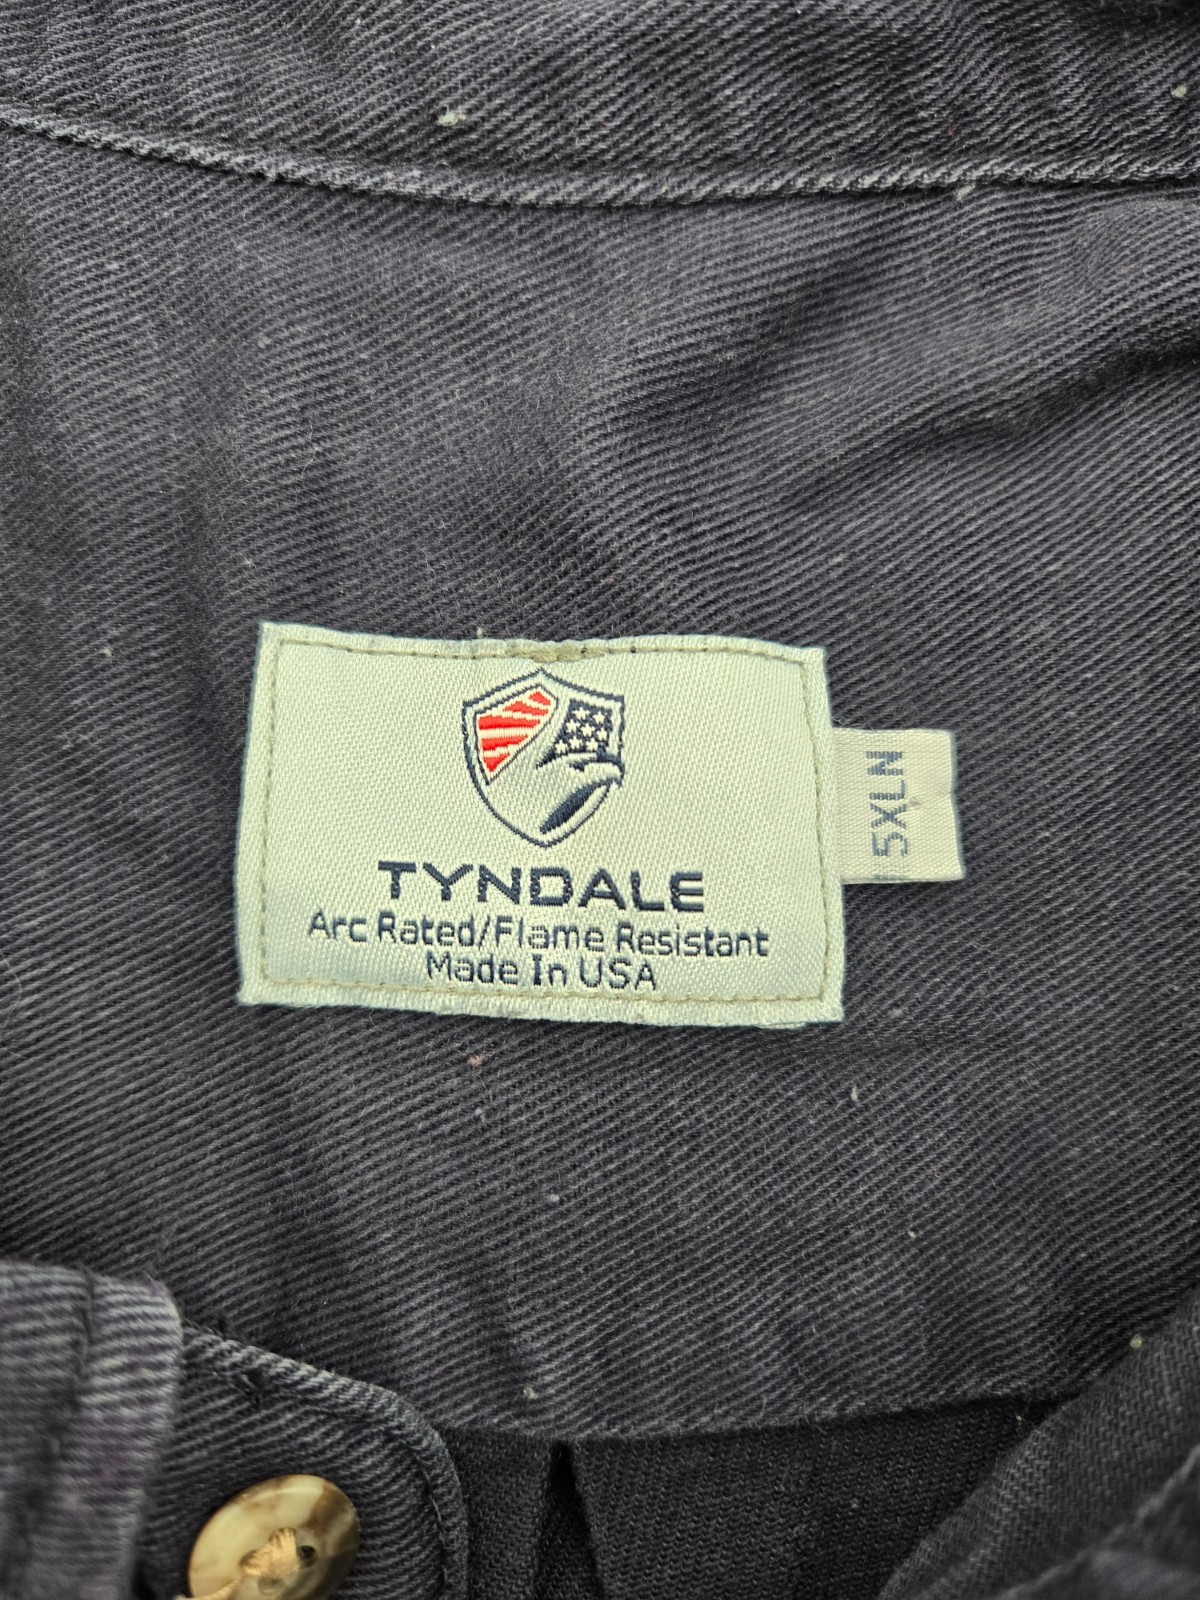 TYNDALE
Arc Rated/Flame Resistant
Made In USA
5XLN